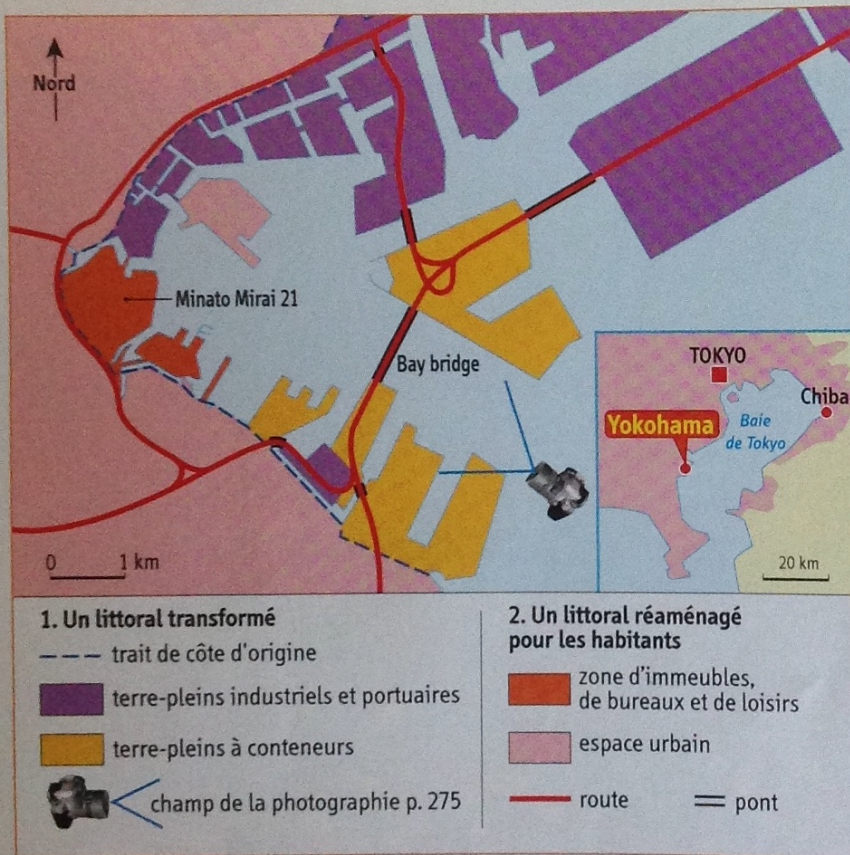 Nord
Minato Mirai 21
Bay bridge
TOKYO
Chiba
Yokohama
Baie
de Tokyo
0 1 km
20 km
1. Un littoral transformé
trait de côte d'origine
terre-pleins industriels et portuaires
terre-pleins à conteneurs
champ de la photographie p. 275
2. Un littoral réaménagé
pour les habitants
zone d'immeubles,
de bureaux et de loisirs
espace urbain
route
pont